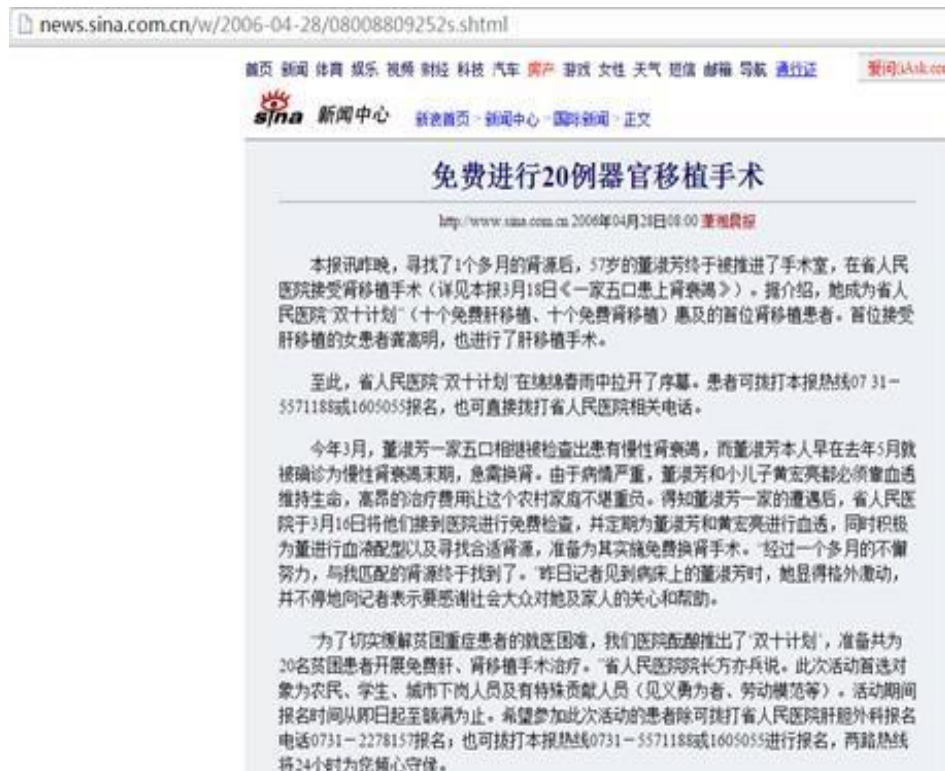 news.sina.com.cn/w/2006-04-28/08008809252s.shtml
首页 新闻 体育 娱乐 视频 财经 科技 汽车 房产 游戏 女性 天气 短信 邮箱 导航 通行证
爱问(iAsk.com
sina 新闻中心 新浪首页 > 新闻中心 > 国际新闻 > 正文
免费进行20例器官移植手术
http://www.sina.com.cn 2006年04月28日08:00 潇湘晨报
本报讯昨晚，寻找了1个多月的肾源后，57岁的董淑芳终于被推进了手术室，在省人民
医院接受肾移植手术（详见本报3月18日《一家五口患上肾衰竭》）。据介绍，她成为省人
民医院“双十计划”（十个免费肝移植、十个免费肾移植）惠及的首位肾移植患者。首位接受
肝移植的女患者龚高明，也进行了肝移植手术。
至此，省人民医院“双十计划”在绵绵春雨中拉开了序幕。患者可拨打本报热线07 31－
5571188或1605055报名，也可直接拨打省人民医院相关电话。
今年3月，董淑芳一家五口相继被检查出患有慢性肾衰竭，而董淑芳本人早在去年5月就
被确诊为慢性肾衰竭末期，急需换肾。由于病情严重，董淑芳和小儿子黄宏亮都必须靠血透
维持生命，高昂的治疗费用让这个农村家庭不堪重负。得知董淑芳一家的遭遇后，省人民医
院于3月16日将他们接到医院进行免费检查，并定期为董淑芳和黄宏亮进行血透，同时积极
为董进行血液配型以及寻找合适肾源，准备为其实施免费换肾手术。“经过一个多月的不懈
努力，与我匹配的肾源终于找到了。”昨日记者见到病床上的董淑芳时，她显得格外激动，
并不停地向记者表示要感谢社会大众对她及家人的关心和帮助。
“为了切实缓解贫困重症患者的就医困难，我们医院酝酿推出了‘双十计划’，准备共为
20名贫困患者开展免费肝、肾移植手术治疗。”省人民医院院长方亦兵说。此次活动首选对
象为农民、学生、城市下岗人员及有特殊贡献人员（见义勇为者、劳动模范等）。活动期间
报名时间从即日起至额满为止。希望参加此次活动的患者除可拨打省人民医院肝胆外科报名
电话0731－2278157报名；也可拨打本报热线0731－5571188或1605055进行报名，两路热线
将24小时为您倾心守候。